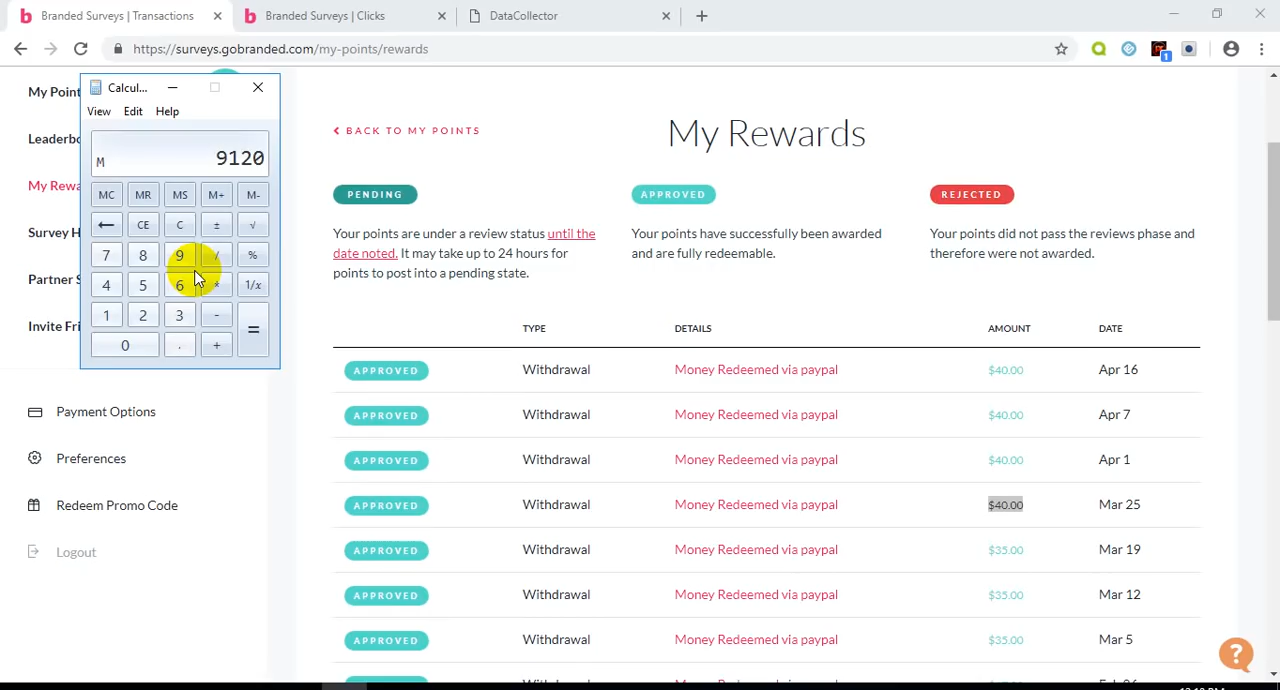 Branded Surveys | Transactions
Branded Surveys | Clicks
DataCollector
https://surveys.gobranded.com/my-points/rewards
1
My Point
Leaderbo
My Rewa
Survey H
Partner S
Invite Fri
Payment Options
Preferences
Redeem Promo Code
Logout
Calcul...
View Edit Help
M
9120
MC MR MS M+ M-
← CE C ± √
7 8 9 / %
4 5 6 * 1/x
1 2 3 - =
0 . +
BACK TO MY POINTS
My Rewards
PENDING
Your points are under a review status until the
date noted. It may take up to 24 hours for
points to post into a pending state.
APPROVED
Your points have successfully been awarded
and are fully redeemable.
REJECTED
Your points did not pass the reviews phase and
therefore were not awarded.
TYPE DETAILS AMOUNT DATE
APPROVED Withdrawal Money Redeemed via paypal $40.00 Apr 16
APPROVED Withdrawal Money Redeemed via paypal $40.00 Apr 7
APPROVED Withdrawal Money Redeemed via paypal $40.00 Apr 1
APPROVED Withdrawal Money Redeemed via paypal $40.00 Mar 25
APPROVED Withdrawal Money Redeemed via paypal $35.00 Mar 19
APPROVED Withdrawal Money Redeemed via paypal $35.00 Mar 12
APPROVED Withdrawal Money Redeemed via paypal $35.00 Mar 5
?